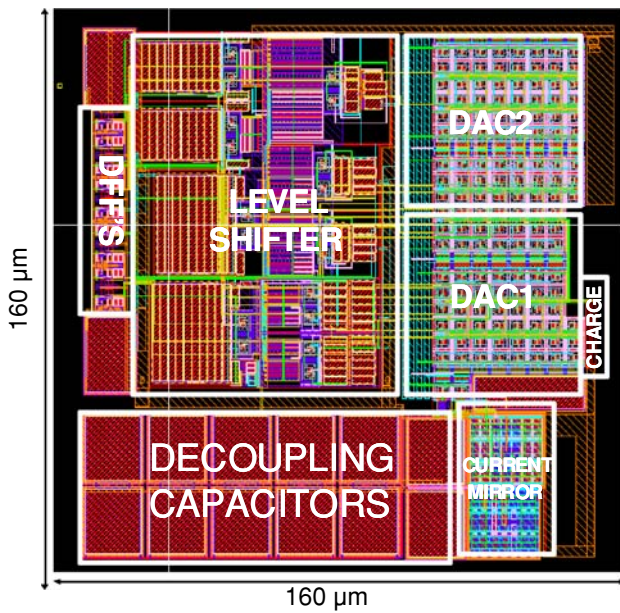 DAC2
DFF'S
LEVEL
SHIFTER
DAC1
CHARGE
160 µm
DECOUPLING
CAPACITORS
CURRENT
MIRROR
160 µm